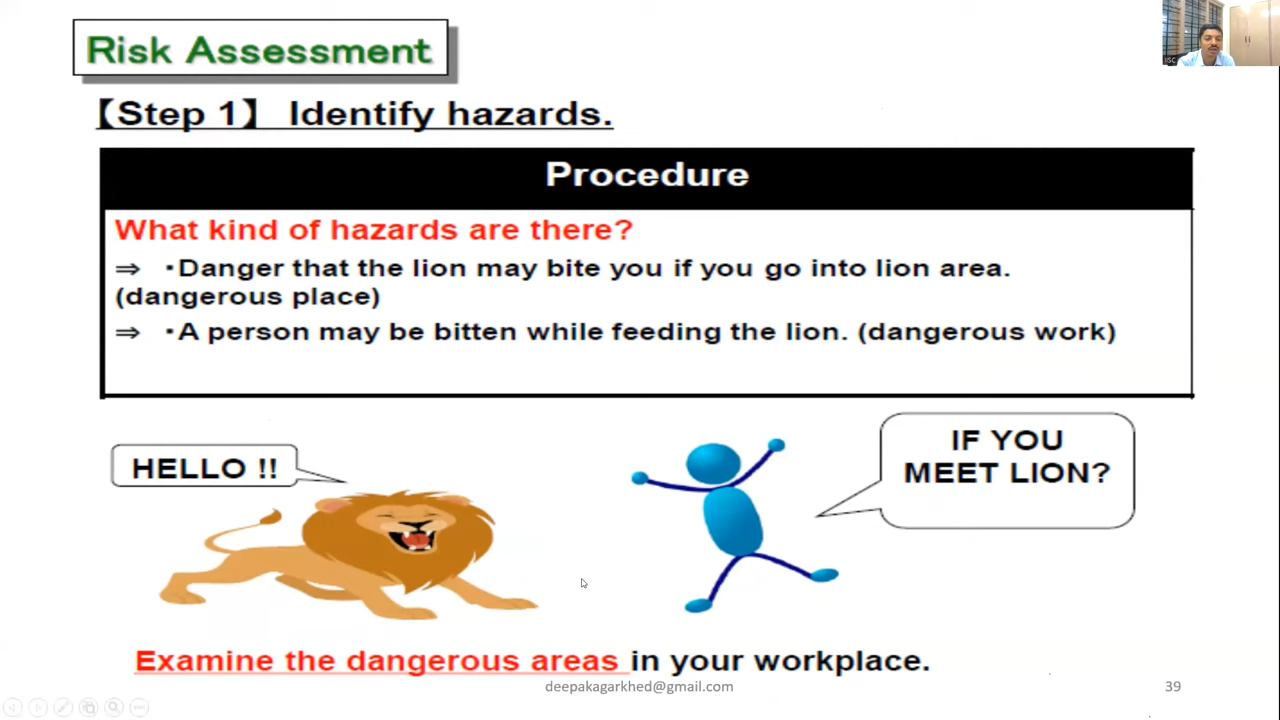 Risk Assessment
【Step 1】 Identify hazards.
Procedure
What kind of hazards are there?
⇒ ・Danger that the lion may bite you if you go into lion area.
(dangerous place)
⇒ ・A person may be bitten while feeding the lion. (dangerous work)
HELLO !!
IF YOU
MEET LION?
Examine the dangerous areas in your workplace.
deepakagarkhed@gmail.com
39
IISC